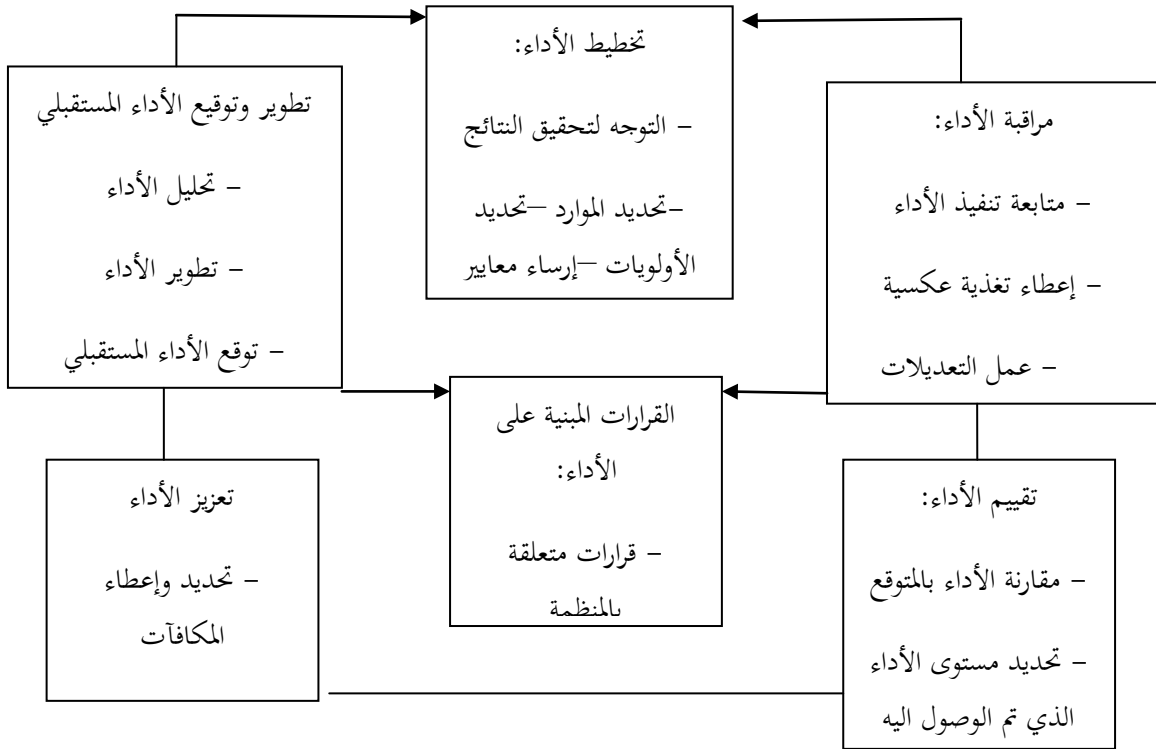 تخطيط الأداء:
– التوجه لتحقيق النتائج
–تحديد الموارد –تحديد
الأولويات –إرساء معايير
مراقبة الأداء:
– متابعة تنفيذ الأداء
– إعطاء تغذية عكسية
– عمل التعديلات
تطوير وتوقيع الأداء المستقبلي
– تحليل الأداء
– تطوير الأداء
– توقع الأداء المستقبلي
القرارات المبنية على
الأداء:
– قرارات متعلقة
بالمنظمة
تقييم الأداء:
– مقارنة الأداء بالمتوقع
– تحديد مستوى الأداء
الذي تم الوصول اليه
تعزيز الأداء
– تحديد وإعطاء
المكافآت